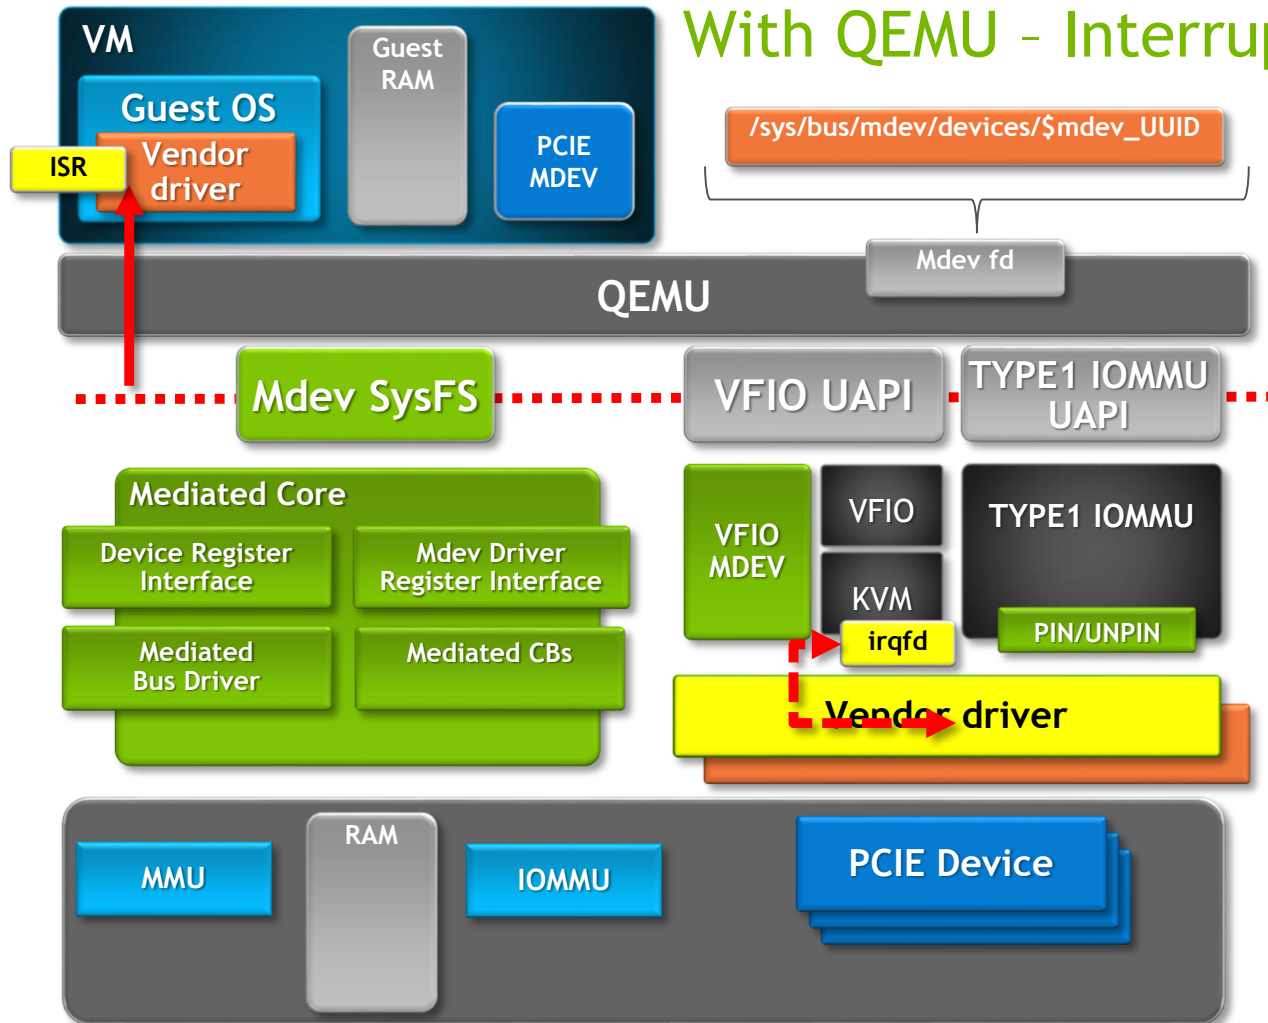 With QEMU – Interrup
VM
Guest
RAM
Guest OS
Vendor
driver
ISR
PCIE
MDEV
/sys/bus/mdev/devices/$mdev_UUID
Mdev fd
QEMU
Mdev SysFS
VFIO UAPI
TYPE1 IOMMU
UAPI
Mediated Core
Device Register
Interface
Mdev Driver
Register Interface
Mediated
Bus Driver
Mediated CBs
VFIO
MDEV
VFIO
KVM
irqfd
TYPE1 IOMMU
PIN/UNPIN
Vendor driver
MMU
RAM
IOMMU
PCIE Device